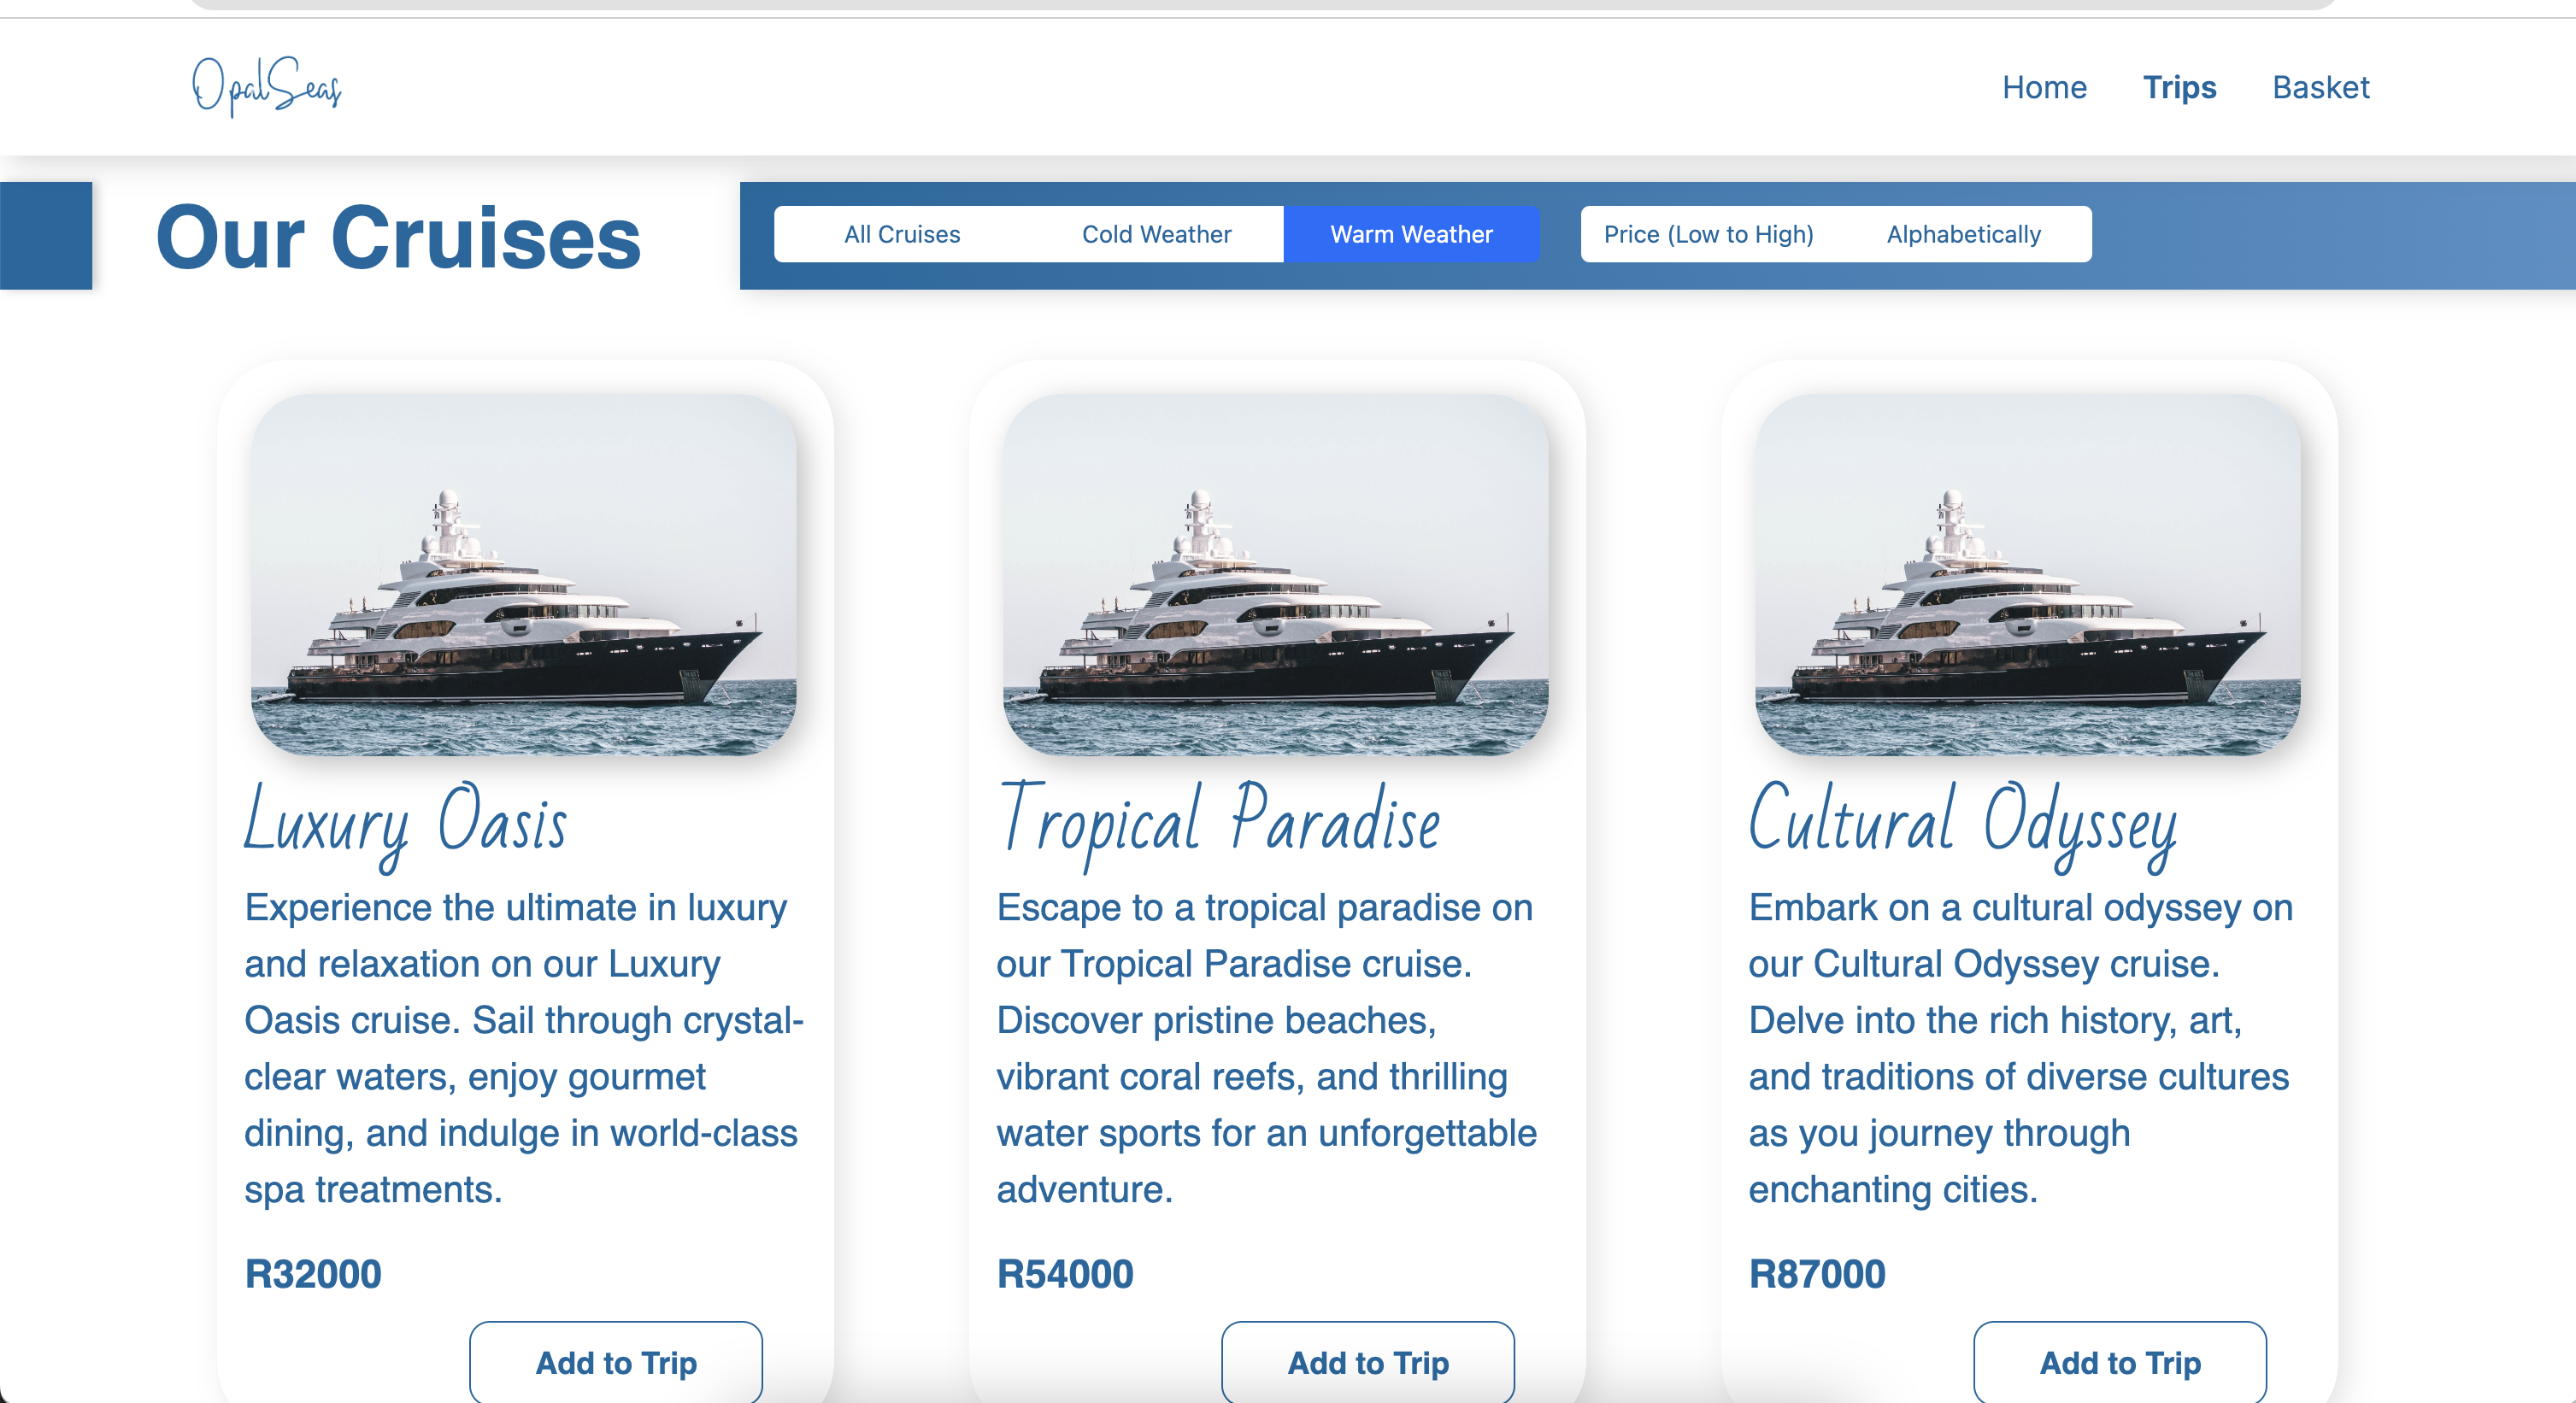 OpalSeas
Home Trips Basket
Our Cruises
All Cruises Cold Weather Warm Weather Price (Low to High) Alphabetically
Luxury Oasis
Experience the ultimate in luxury
and relaxation on our Luxury
Oasis cruise. Sail through crystal-
clear waters, enjoy gourmet
dining, and indulge in world-class
spa treatments.
R32000
Add to Trip
Tropical Paradise
Escape to a tropical paradise on
our Tropical Paradise cruise.
Discover pristine beaches,
vibrant coral reefs, and thrilling
water sports for an unforgettable
adventure.
R54000
Add to Trip
Cultural Odyssey
Embark on a cultural odyssey on
our Cultural Odyssey cruise.
Delve into the rich history, art,
and traditions of diverse cultures
as you journey through
enchanting cities.
R87000
Add to Trip